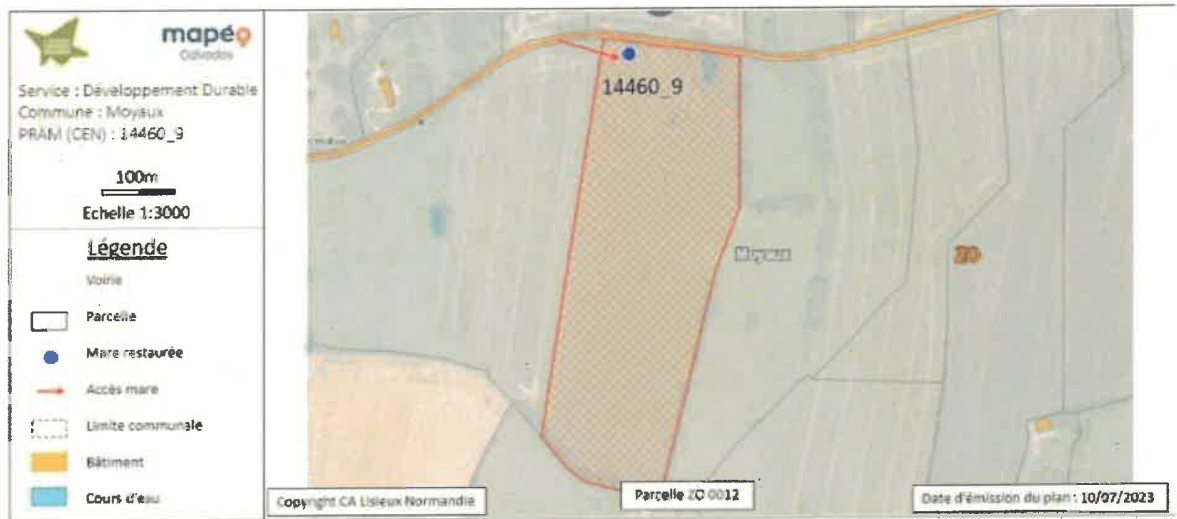 mapéo
Calvados
Service : Développement Durable
Commune : Moyaux
PRAM (CEN) : 14460_9
100m
Echelle 1:3000
Légende
Voirie
Parcelle
Mare restaurée
Accès mare
Limite communale
Bâtiment
Cours d'eau
14460_9
Moyaux
ZO
Copyright CA Lisieux Normandie
Parcelle ZO 0012
Date d'émission du plan : 10/07/2023